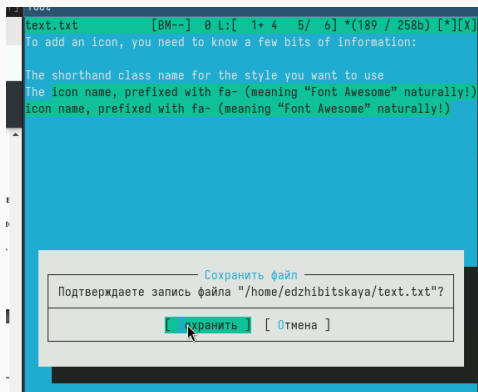 text.txt [BM--] 0 L:[ 1+ 4 5/ 6] *(189 / 258b) [*][X]
To add an icon, you need to know a few bits of information:
The shorthand class name for the style you want to use
The icon name, prefixed with fa- (meaning “Font Awesome” naturally!)
icon name, prefixed with fa- (meaning “Font Awesome” naturally!)
Сохранить файл
Подтверждаете запись файла "/home/edzhibitskaya/text.txt"?
[ охранить ] [ Отмена ]